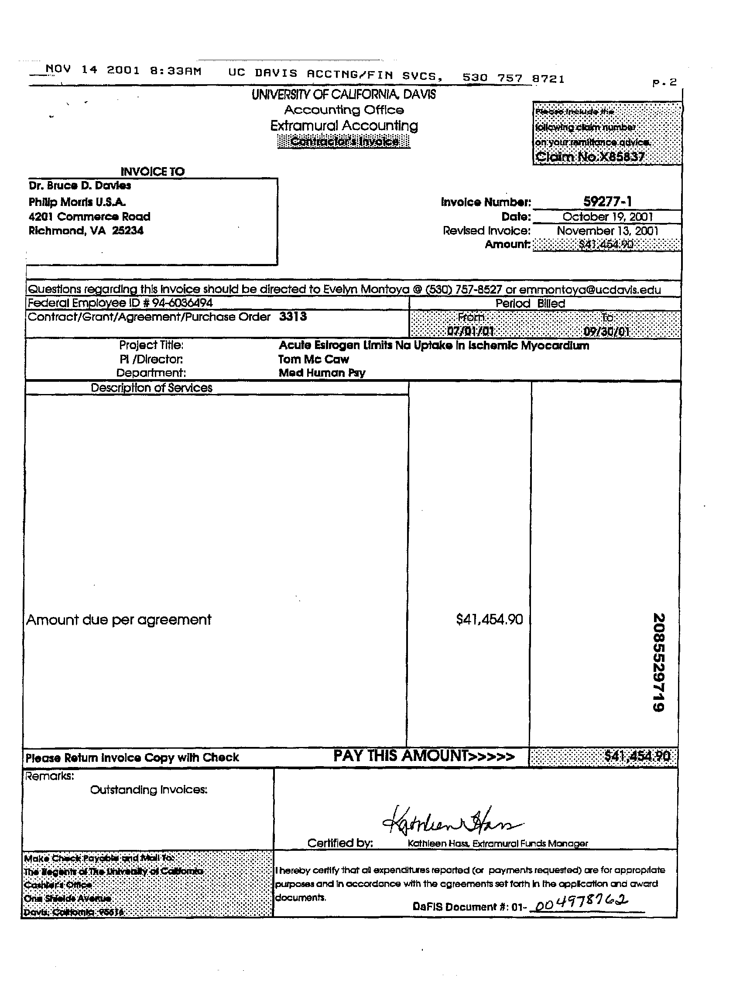 NOV 14 2001 8:33AM UC DAVIS ACCTNG/FIN SVCS, 530 757 8721 p.2
UNIVERSITY OF CALIFORNIA, DAVIS
Accounting Office
Extramural Accounting
Contractor's Invoice
Please include the
following claim number
on your remittance advice.
Claim No.X85837
INVOICE TO
Dr. Bruce D. Davies
Philip Morris U.S.A.
4201 Commerce Road
Richmond, VA 25234
Invoice Number: 59277-1
Date: October 19, 2001
Revised Invoice: November 13, 2001
Amount: $41,454.90
Questions regarding this invoice should be directed to Evelyn Montoya @ (530) 757-8527 or emmontoya@ucdavis.edu
Federal Employee ID # 94-6036494
Period Billed
Contract/Grant/Agreement/Purchase Order 3313
From: To:
07/01/01 09/30/01
Project Title: Acute Estrogen Limits Na Uptake in Ischemic Myocardium
PI /Director: Tom Mc Caw
Department: Med Human Psy
Description of Services
Amount due per agreement $41,454.90
2085529719
Please Return Invoice Copy with Check PAY THIS AMOUNT>>>>> $41,454.90
Remarks:
Outstanding Invoices:
Kathleen Hass
Certified by: Kathleen Hass, Extramural Funds Manager
Make Check Payable and Mail To:
The Regents of The University of California
Cashier's Office
One Shields Avenue
Davis, California 95616
I hereby certify that all expenditures reported (or payments requested) are for appropriate
purposes and in accordance with the agreements set forth in the application and award
documents.
DaFIS Document #: 01- 004978762